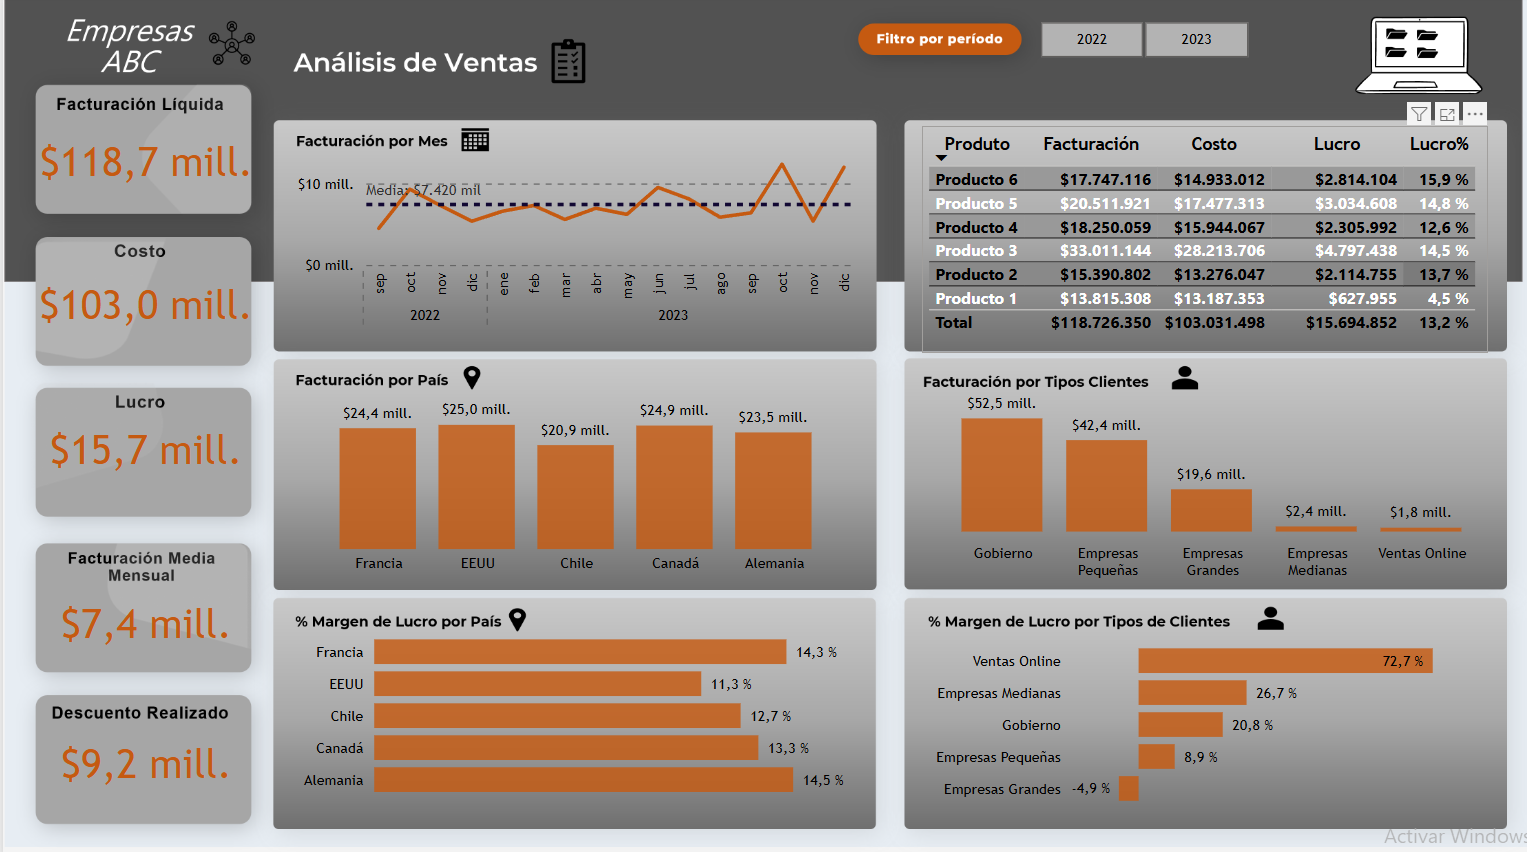 Empresas
ABC
Análisis de Ventas
Filtro por período
2022
2023
Facturación Líquida
$118,7 mill.
Costo
$103,0 mill.
Lucro
$15,7 mill.
Facturación Media
Mensual
$7,4 mill.
Descuento Realizado
$9,2 mill.
Facturación por Mes
$10 mill.
Media: $7.420 mil
$0 mill.
sep oct nov dic ene feb mar abr may jun jul ago sep oct nov dic
2022 2023
Produto Facturación Costo Lucro Lucro%
Producto 6 $17.747.116 $14.933.012 $2.814.104 15,9 %
Producto 5 $20.511.921 $17.477.313 $3.034.608 14,8 %
Producto 4 $18.250.059 $15.944.067 $2.305.992 12,6 %
Producto 3 $33.011.144 $28.213.706 $4.797.438 14,5 %
Producto 2 $15.390.802 $13.276.047 $2.114.755 13,7 %
Producto 1 $13.815.308 $13.187.353 $627.955 4,5 %
Total $118.726.350 $103.031.498 $15.694.852 13,2 %
Facturación por País
$24,4 mill. $25,0 mill. $20,9 mill. $24,9 mill. $23,5 mill.
Francia EEUU Chile Canadá Alemania
Facturación por Tipos Clientes
$52,5 mill. $42,4 mill. $19,6 mill. $2,4 mill. $1,8 mill.
Gobierno Empresas Empresas Empresas Ventas Online
Pequeñas Grandes Medianas
% Margen de Lucro por País
Francia 14,3 %
EEUU 11,3 %
Chile 12,7 %
Canadá 13,3 %
Alemania 14,5 %
% Margen de Lucro por Tipos de Clientes
Ventas Online 72,7 %
Empresas Medianas 26,7 %
Gobierno 20,8 %
Empresas Pequeñas 8,9 %
Empresas Grandes -4,9 %
Activar Windows